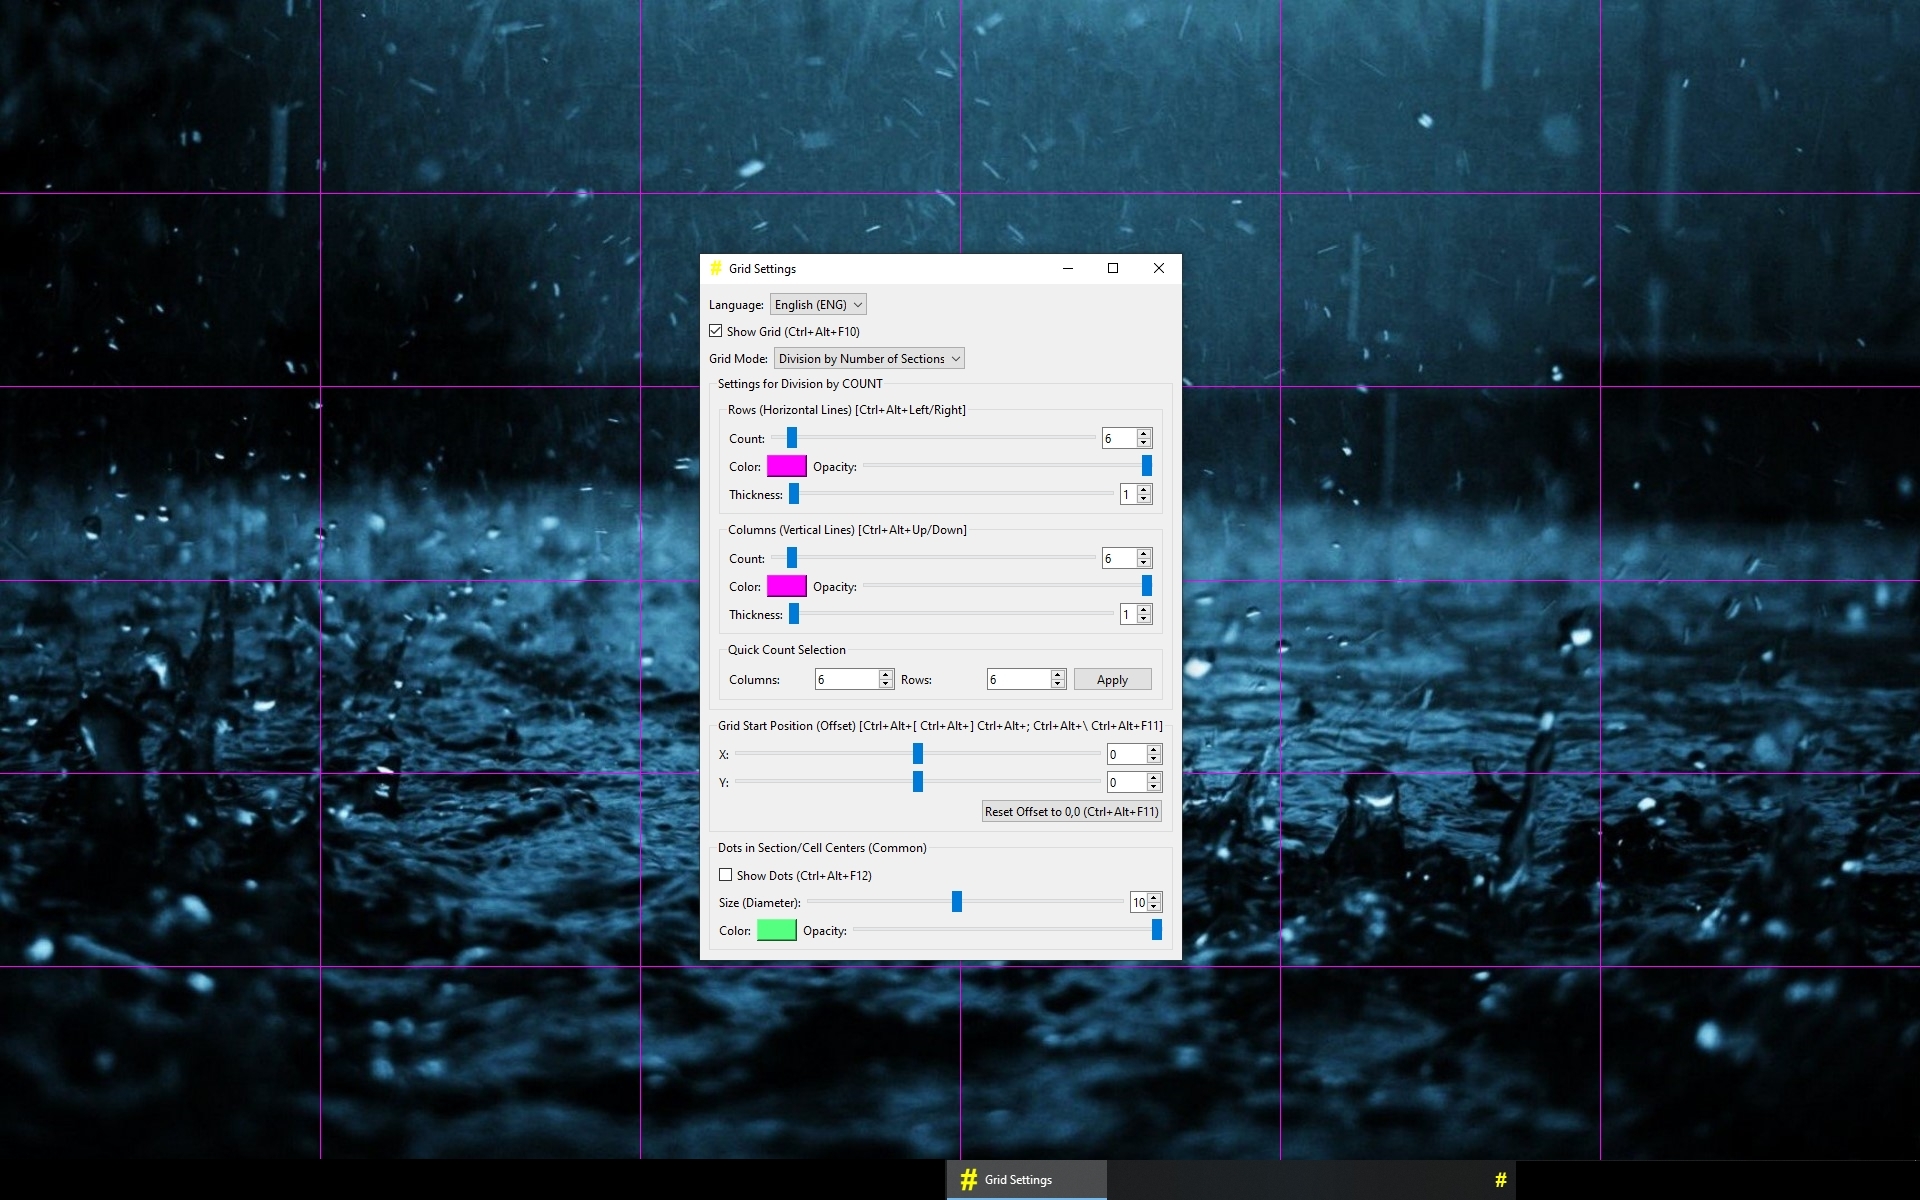 # Grid Settings
Language: English (ENG)
Show Grid (Ctrl+Alt+F10)
Grid Mode: Division by Number of Sections
Settings for Division by COUNT
Rows (Horizontal Lines) [Ctrl+Alt+Left/Right]
Count: 6
Color: Opacity:
Thickness: 1
Columns (Vertical Lines) [Ctrl+Alt+Up/Down]
Count: 6
Color: Opacity:
Thickness: 1
Quick Count Selection
Columns: 6 Rows: 6 Apply
Grid Start Position (Offset) [Ctrl+Alt+[ Ctrl+Alt+] Ctrl+Alt+; Ctrl+Alt+\ Ctrl+Alt+F11]
X: 0
Y: 0
Reset Offset to 0,0 (Ctrl+Alt+F11)
Dots in Section/Cell Centers (Common)
Show Dots (Ctrl+Alt+F12)
Size (Diameter): 10
Color: Opacity:
# Grid Settings #